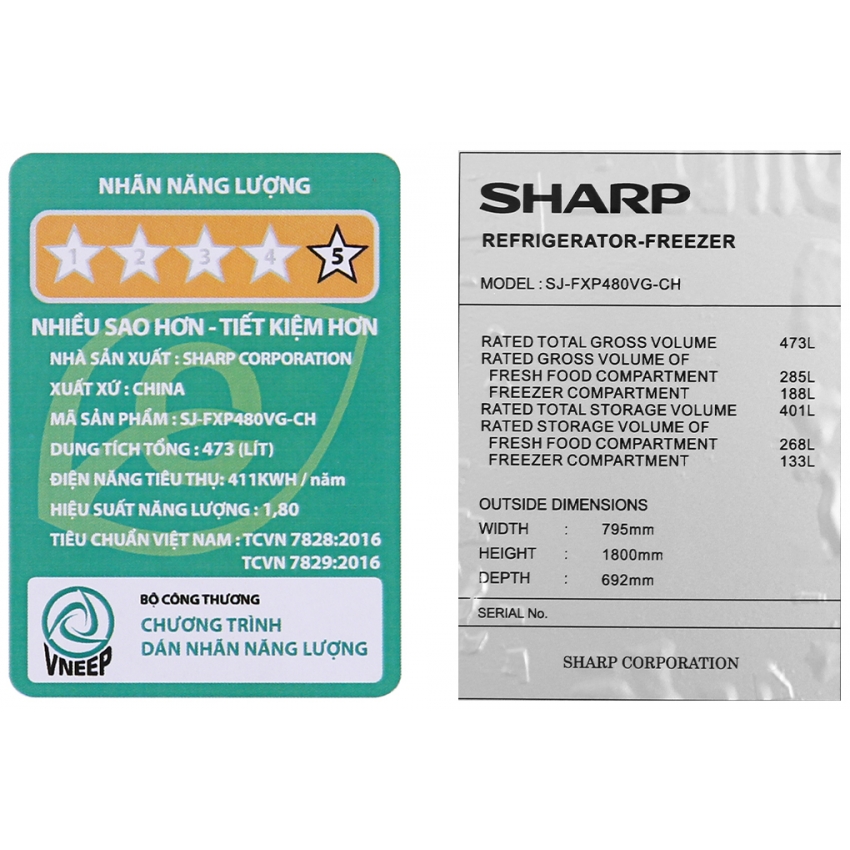 NHÃN NĂNG LƯỢNG
1 2 3 4 5
NHIỀU SAO HƠN - TIẾT KIỆM HƠN
NHÀ SẢN XUẤT : SHARP CORPORATION
XUẤT XỨ : CHINA
MÃ SẢN PHẨM : SJ-FXP480VG-CH
DUNG TÍCH TỔNG : 473 (LÍT)
ĐIỆN NĂNG TIÊU THỤ: 411KWH / năm
HIỆU SUẤT NĂNG LƯỢNG : 1,80
TIÊU CHUẨN VIỆT NAM : TCVN 7828:2016
TCVN 7829:2016
VNEEP
BỘ CÔNG THƯƠNG
CHƯƠNG TRÌNH
DÁN NHÃN NĂNG LƯỢNG
SHARP
REFRIGERATOR-FREEZER
MODEL : SJ-FXP480VG-CH
RATED TOTAL GROSS VOLUME 473L
RATED GROSS VOLUME OF
FRESH FOOD COMPARTMENT 285L
FREEZER COMPARTMENT 188L
RATED TOTAL STORAGE VOLUME 401L
RATED STORAGE VOLUME OF
FRESH FOOD COMPARTMENT 268L
FREEZER COMPARTMENT 133L
OUTSIDE DIMENSIONS
WIDTH : 795mm
HEIGHT : 1800mm
DEPTH : 692mm
SERIAL No.
SHARP CORPORATION